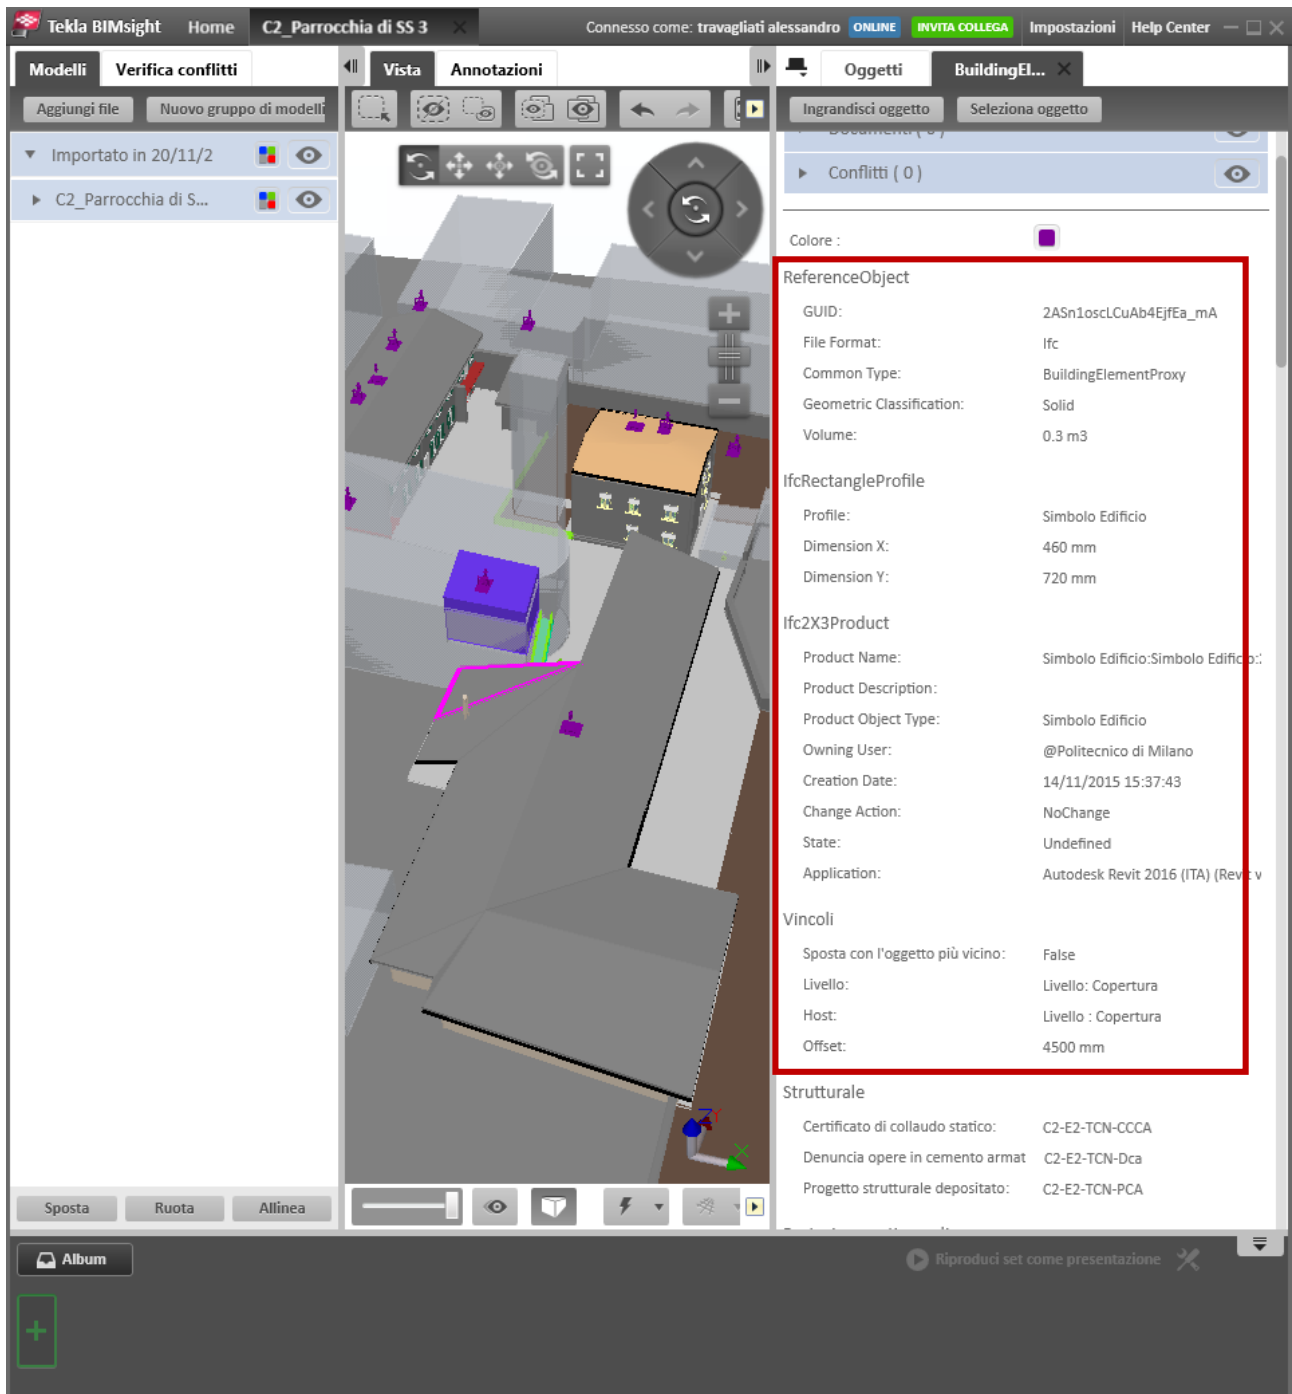 Tekla BIMsight Home C2_Parrocchia di SS 3 Connesso come: travagliati alessandro ONLINE INVITA COLLEGA Impostazioni Help Center
Modelli Verifica conflitti
Aggiungi file Nuovo gruppo di modelli
Importato in 20/11/2
C2_Parrocchia di S...
Sposta Ruota Allinea
Vista Annotazioni
Z Y
X
Oggetti BuildingEl...
Ingrandisci oggetto Seleziona oggetto
Documenti ( 0 )
Conflitti ( 0 )
Colore :
ReferenceObject
GUID: 2ASn1oscLCuAb4EjfEa_mA
File Format: Ifc
Common Type: BuildingElementProxy
Geometric Classification: Solid
Volume: 0.3 m3
IfcRectangleProfile
Profile: Simbolo Edificio
Dimension X: 460 mm
Dimension Y: 720 mm
Ifc2X3Product
Product Name: Simbolo Edificio:Simbolo Edificio:
Product Description:
Product Object Type: Simbolo Edificio
Owning User: @Politecnico di Milano
Creation Date: 14/11/2015 15:37:43
Change Action: NoChange
State: Undefined
Application: Autodesk Revit 2016 (ITA) (Revit v
Vincoli
Sposta con l'oggetto più vicino: False
Livello: Livello: Copertura
Host: Livello : Copertura
Offset: 4500 mm
Strutturale
Certificato di collaudo statico: C2-E2-TCN-CCCA
Denuncia opere in cemento armat C2-E2-TCN-Dca
Progetto strutturale depositato: C2-E2-TCN-PCA
Album Riproduci set come presentazione